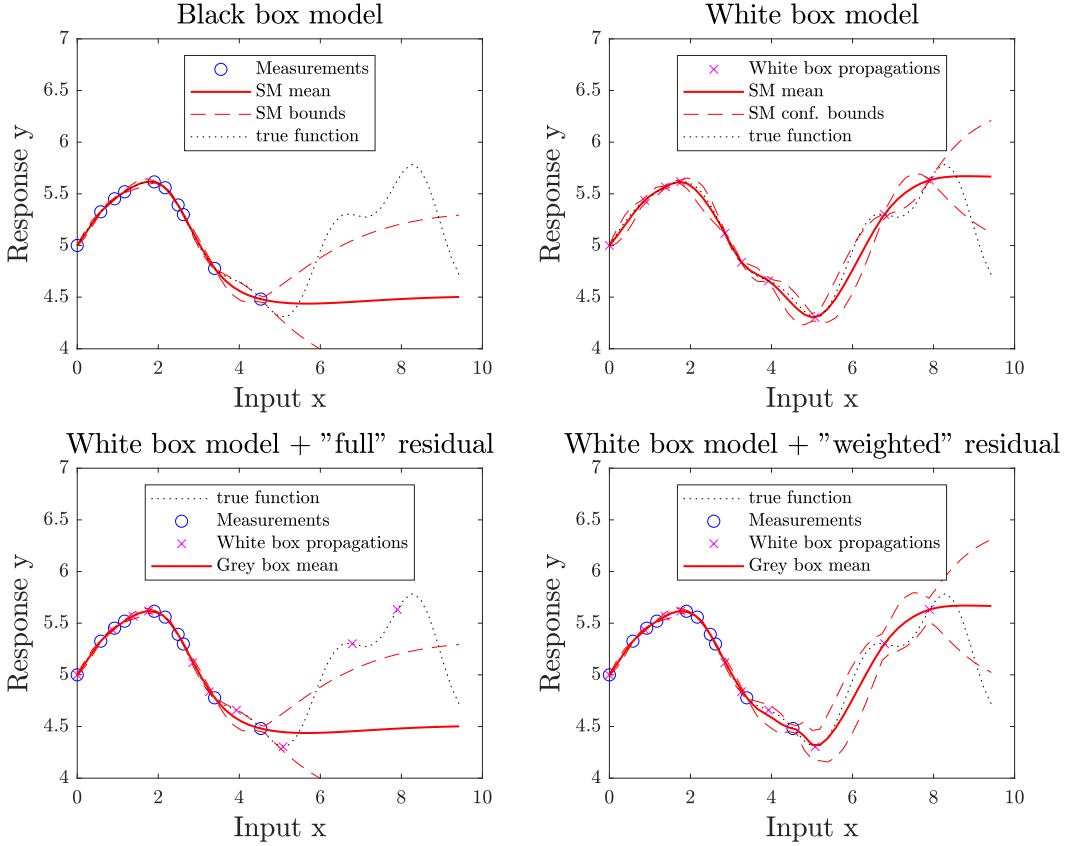 Black box model
7
6.5
6
5.5
5
4.5
4
Response y
Measurements
SM mean
SM bounds
true function
0 2 4 6 8 10
Input x
White box model
7
6.5
6
5.5
5
4.5
4
Response y
White box propagations
SM mean
SM conf. bounds
true function
0 2 4 6 8 10
Input x
White box model + ”full” residual
7
6.5
6
5.5
5
4.5
4
Response y
true function
Measurements
White box propagations
Grey box mean
0 2 4 6 8 10
Input x
White box model + ”weighted” residual
7
6.5
6
5.5
5
4.5
4
Response y
true function
Measurements
White box propagations
Grey box mean
0 2 4 6 8 10
Input x